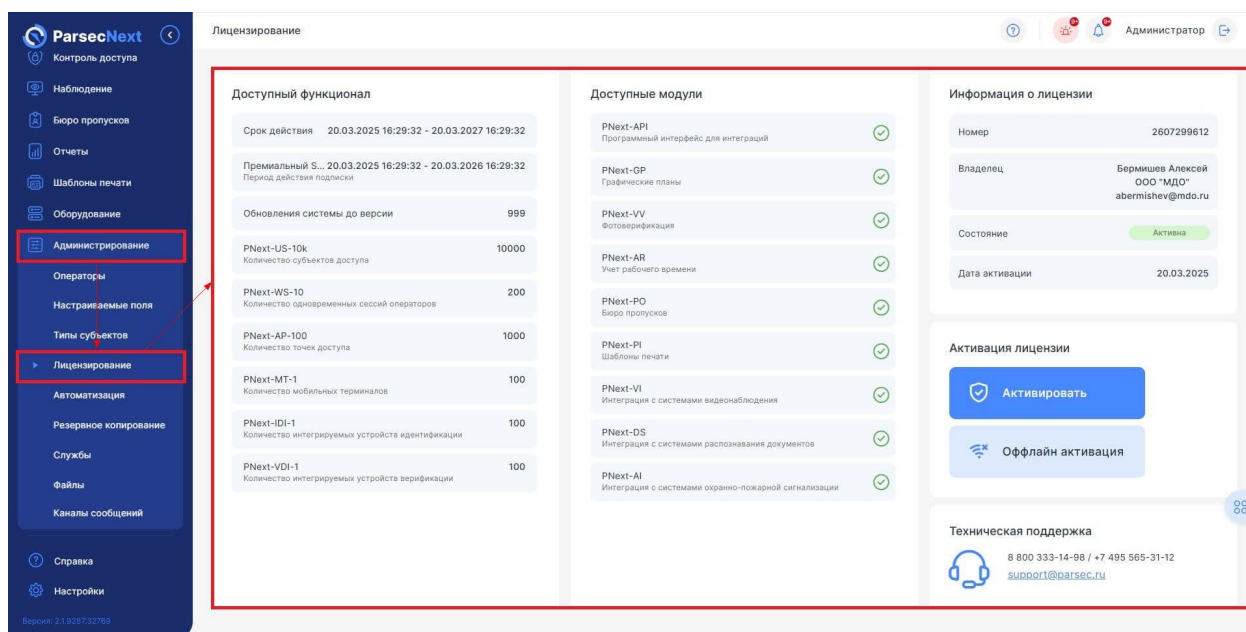 ParsecNext
Контроль доступа
Наблюдение
Бюро пропусков
Отчеты
Шаблоны печати
Оборудование
Администрирование
Операторы
Настраиваемые поля
Типы субъектов
Лицензирование
Автоматизация
Резервное копирование
Службы
Файлы
Каналы сообщений
Справка
Настройки
Версия: 2.1.9287.32769
Лицензирование
9+
9+
Администратор
Доступный функционал
Срок действия 20.03.2025 16:29:32 - 20.03.2027 16:29:32
Премиальный S... 20.03.2025 16:29:32 - 20.03.2026 16:29:32
Период действия подписки
Обновления системы до версии 999
PNext-US-10k 10000
Количество субъектов доступа
PNext-WS-10 200
Количество одновременных сессий операторов
PNext-AP-100 1000
Количество точек доступа
PNext-MT-1 100
Количество мобильных терминалов
PNext-IDI-1 100
Количество интегрируемых устройств идентификации
PNext-VDI-1 100
Количество интегрируемых устройств верификации
Доступные модули
PNext-API
Программный интерфейс для интеграций
PNext-GP
Графические планы
PNext-VV
Фотоверификация
PNext-AR
Учет рабочего времени
PNext-PO
Бюро пропусков
PNext-PI
Шаблоны печати
PNext-VI
Интеграция с системами видеонаблюдения
PNext-DS
Интеграция с системами распознавания документов
PNext-AI
Интеграция с системами охранно-пожарной сигнализации
Информация о лицензии
Номер 2607299612
Владелец Бермишев Алексей
ООО "МДО"
abermishev@mdo.ru
Состояние Активна
Дата активации 20.03.2025
Активация лицензии
Активировать
Оффлайн активация
Техническая поддержка
8 800 333-14-98 / +7 495 565-31-12
support@parsec.ru